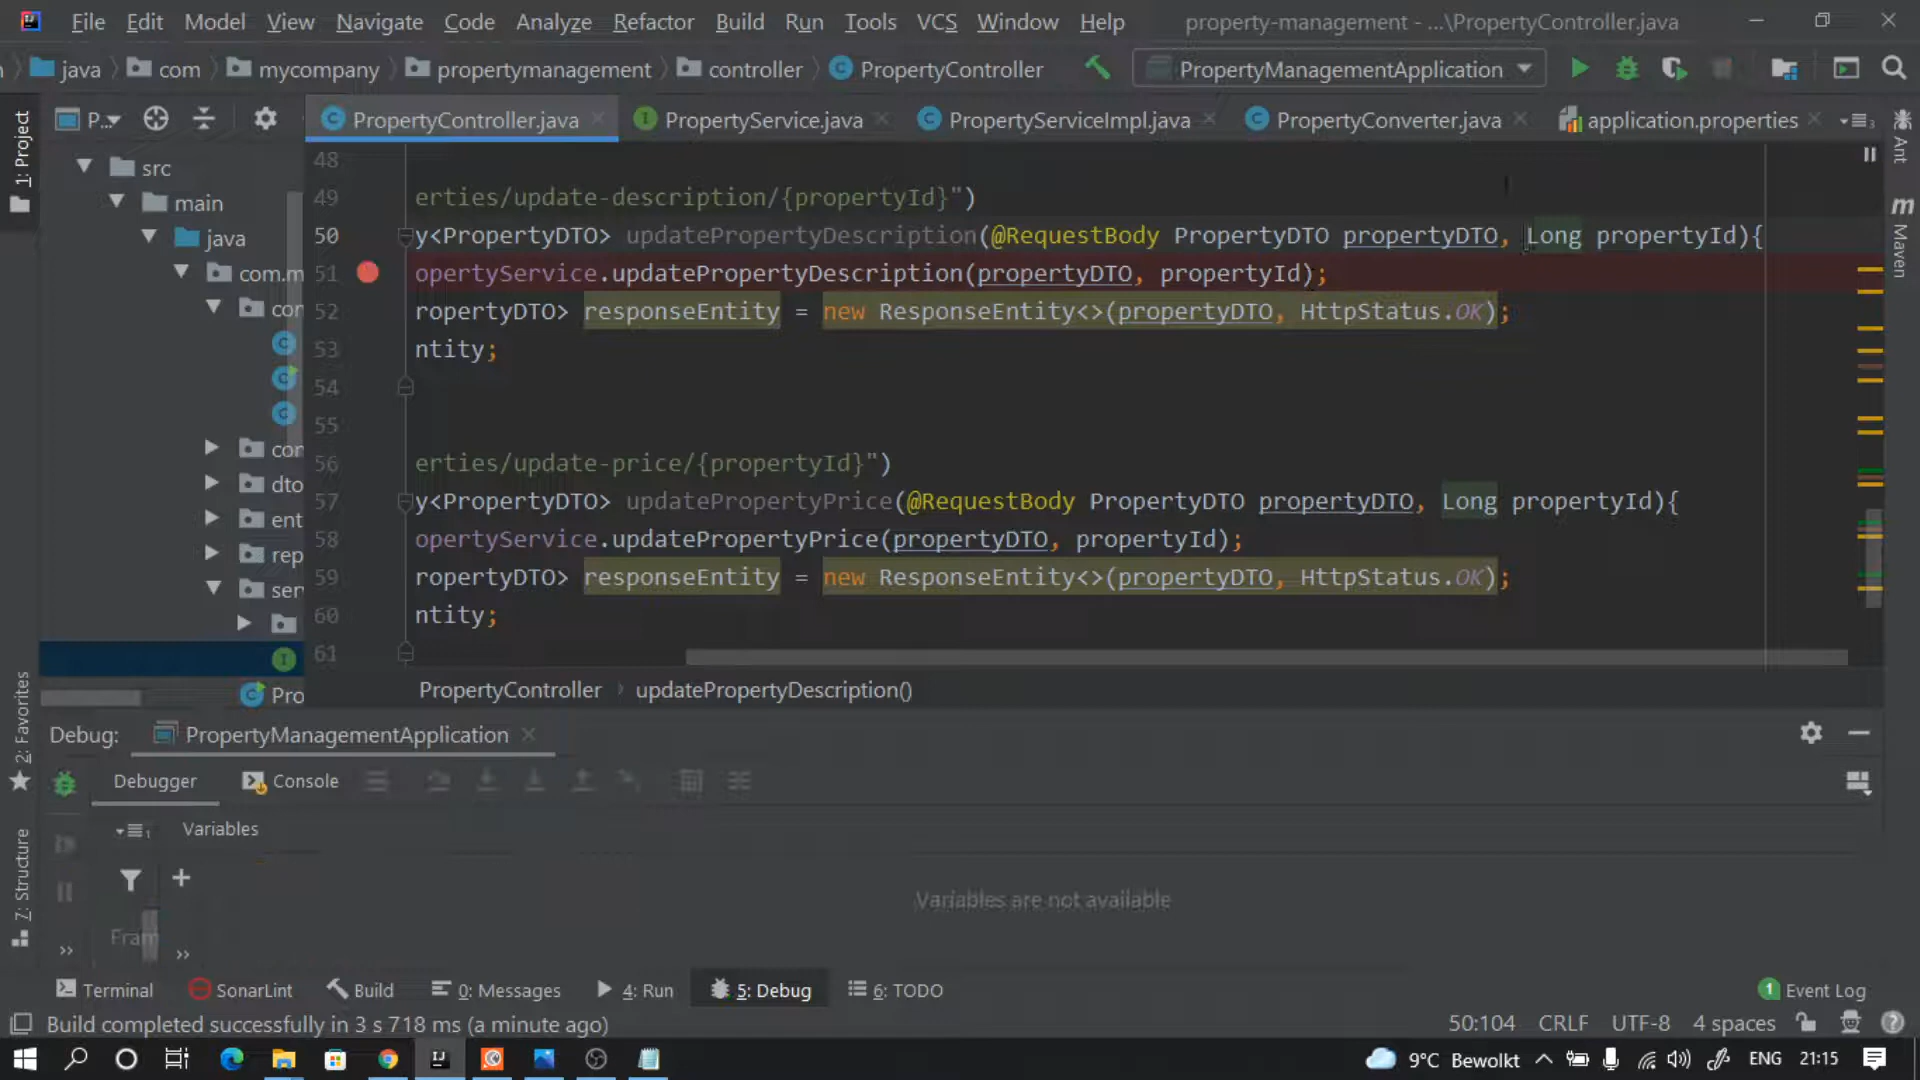 File Edit Model View Navigate Code Analyze Refactor Build Run Tools VCS Window Help property-management - ...\PropertyController.java
java com mycompany propertymanagement controller PropertyController PropertyManagementApplication
P... PropertyController.java PropertyService.java PropertyServiceImpl.java PropertyConverter.java application.properties
1: Project
2: Favorites
7: Structure
Ant
Maven
src
main
java
com.m
con
con
dto
ent
rep
ser
Pro
48
49 erties/update-description/{propertyId}")
50 y<PropertyDTO> updatePropertyDescription(@RequestBody PropertyDTO propertyDTO, Long propertyId){
51 opertyService.updatePropertyDescription(propertyDTO, propertyId);
52 ropertyDTO> responseEntity = new ResponseEntity<>(propertyDTO, HttpStatus.OK);
53 ntity;
54
55
56 erties/update-price/{propertyId}")
57 y<PropertyDTO> updatePropertyPrice(@RequestBody PropertyDTO propertyDTO, Long propertyId){
58 opertyService.updatePropertyPrice(propertyDTO, propertyId);
59 ropertyDTO> responseEntity = new ResponseEntity<>(propertyDTO, HttpStatus.OK);
60 ntity;
61
PropertyController › updatePropertyDescription()
Debug: PropertyManagementApplication
Debugger Console
Variables
Variables are not available
Fram
Terminal SonarLint Build 0: Messages 4: Run 5: Debug 6: TODO 1 Event Log
Build completed successfully in 3 s 718 ms (a minute ago) 50:104 CRLF UTF-8 4 spaces
9°C Bewolkt ENG 21:15